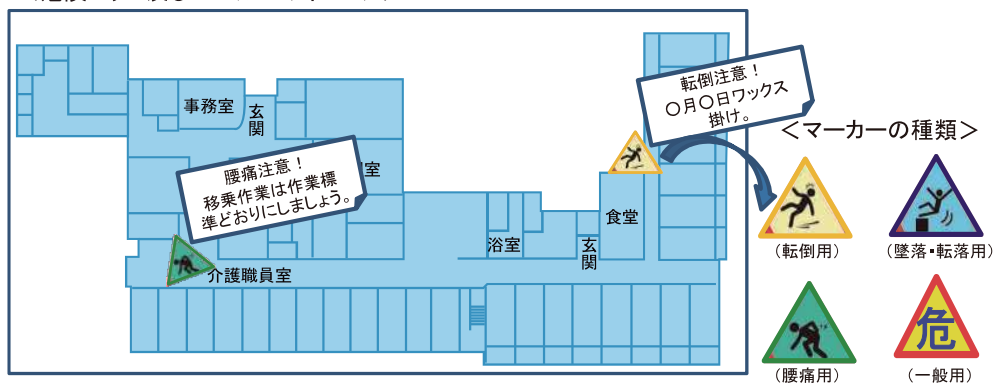 転倒注意！
〇月〇日ワックス
掛け。
＜マーカーの種類＞
事務室
玄
関
腰痛注意！
移乗作業は作業標
準どおりにしましょう。
室
食堂
浴室
玄
関
介護職員室
（転倒用）
（墜落・転落用）
危
（腰痛用）
（一般用）